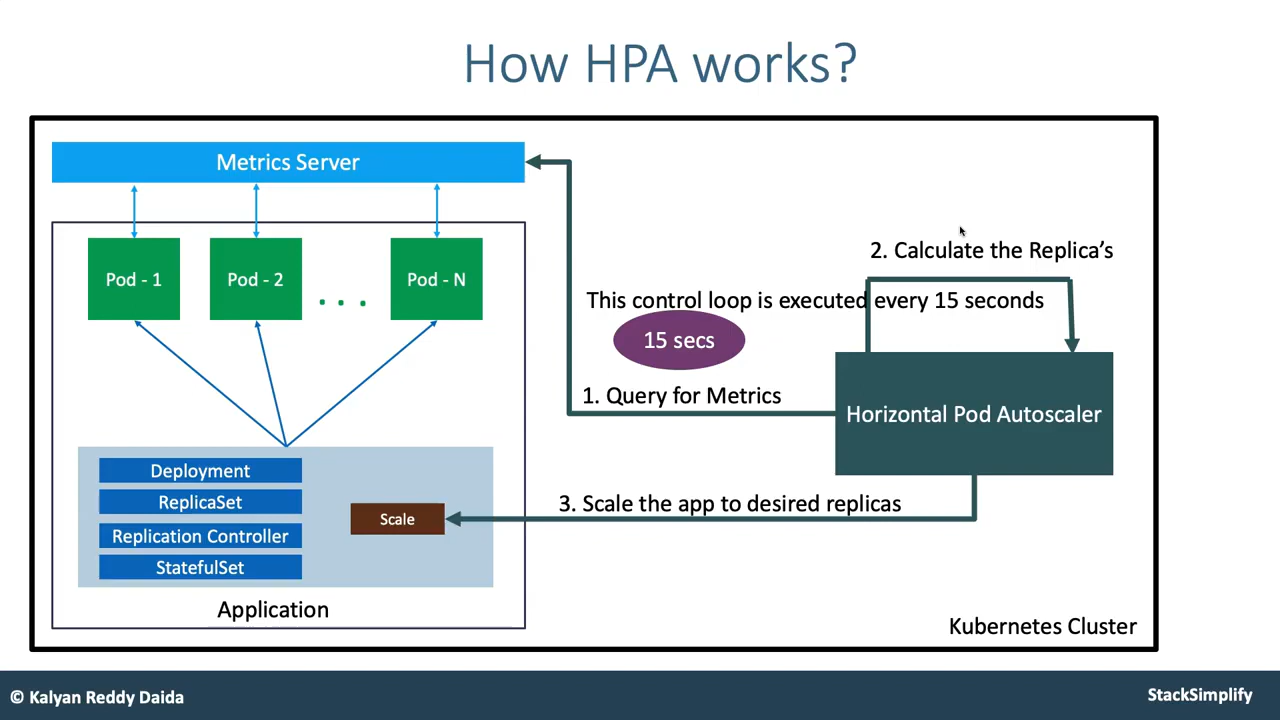 How HPA works?
Metrics Server
Pod - 1
Pod - 2
. . .
Pod - N
2. Calculate the Replica’s
This control loop is executed every 15 seconds
15 secs
1. Query for Metrics
Horizontal Pod Autoscaler
3. Scale the app to desired replicas
Deployment
ReplicaSet
Replication Controller
StatefulSet
Scale
Application
Kubernetes Cluster
© Kalyan Reddy Daida
StackSimplify